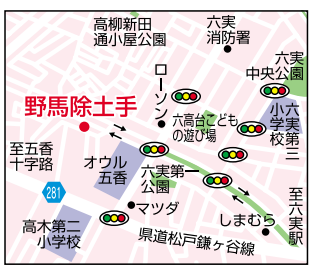 高柳新田
通小屋公園
六実
消防署
六実
中央公園
ローソン
野馬除土手
六高台こども
の遊び場
六実第三
小学校
至五香
十字路
オウル
五香
六実第一
公園
281
マツダ
高木第二
小学校
しまむら
県道松戸鎌ヶ谷線
至六実駅